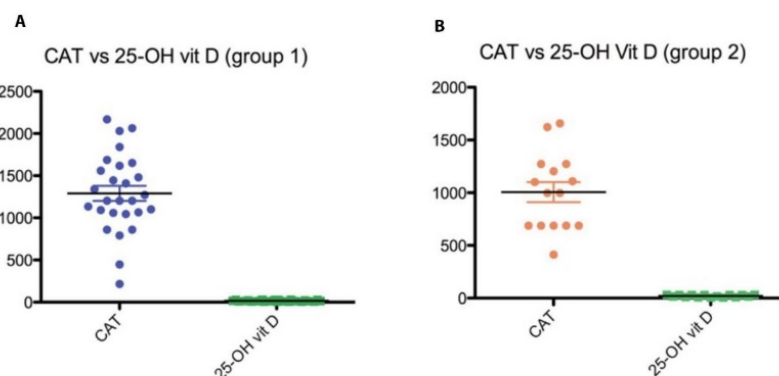 A
CAT vs 25-OH vit D (group 1)
2500
2000
1500
1000
500
0
CAT
25-OH vit D
B
CAT vs 25-OH Vit D (group 2)
2000
1500
1000
500
0
CAT
25-OH vit D